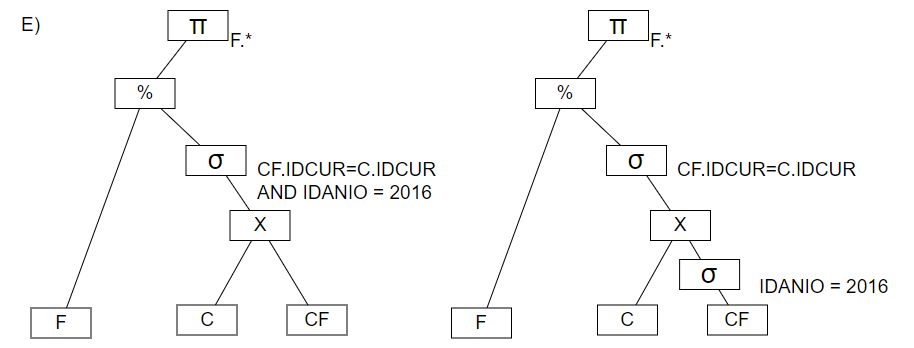 E)
π
F.*
%
σ
CF.IDCUR=C.IDCUR
AND IDANIO = 2016
X
F
C
CF
π
F.*
%
σ
CF.IDCUR=C.IDCUR
X
σ
IDANIO = 2016
F
C
CF